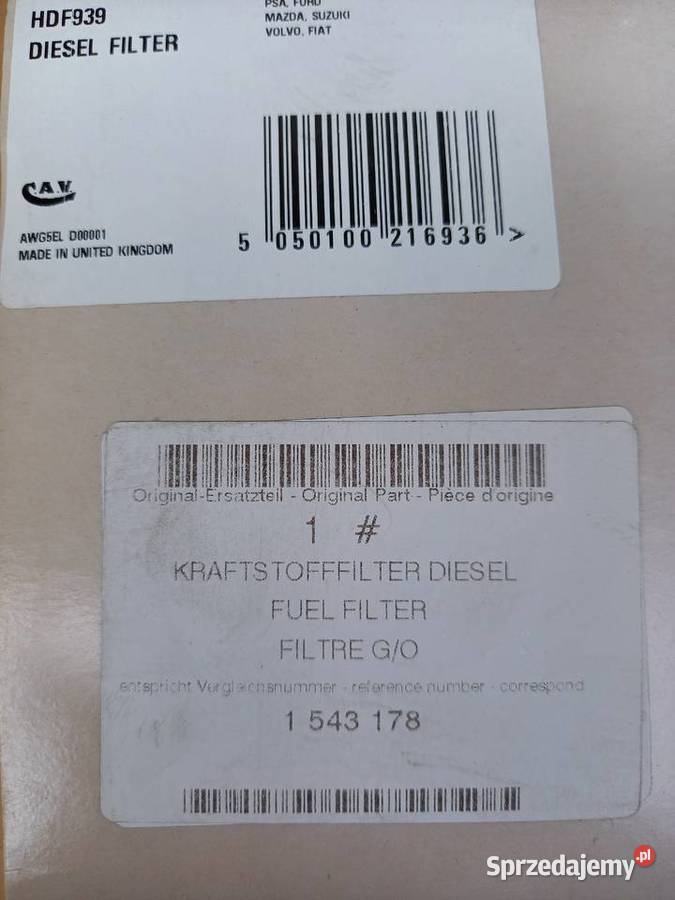 HDF939
DIESEL FILTER
PSA, FORD
MAZDA, SUZUKI
VOLVO, FIAT
C.A.V.
AWG5EL D00001
MADE IN UNITED KINGDOM
5 050100 216936 >
Original-Ersatzteil - Original Part - Pièce d'origine
1 #
KRAFTSTOFFFILTER DIESEL
FUEL FILTER
FILTRE G/O
entspricht Vergleichsnummer - reference number - correspond
1 543 178
Sprzedajemy.pl